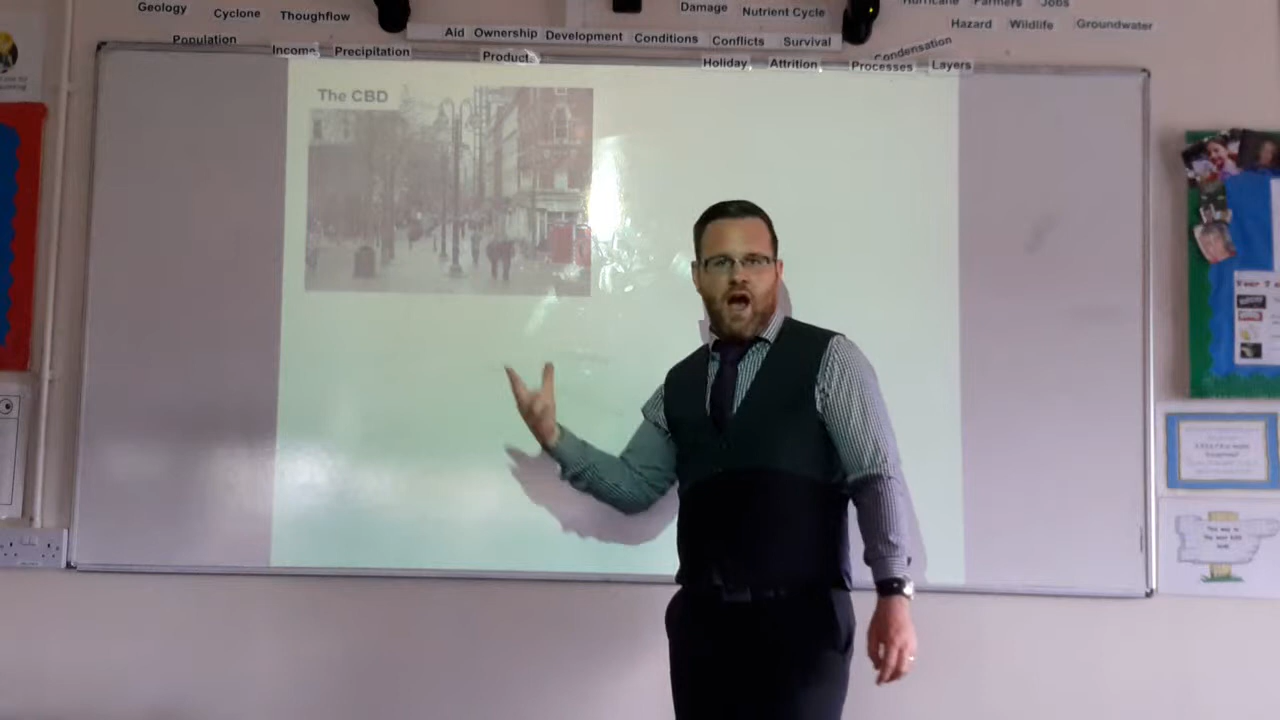 Geology
Cyclone
Thoughflow
Damage
Nutrient Cycle
Hurricane
Farmers
Jobs
Hazard
Wildlife
Groundwater
Population
Income
Precipitation
Aid
Ownership
Development
Conditions
Conflicts
Survival
Condensation
Product
Holiday
Attrition
Processes
Layers
The CBD